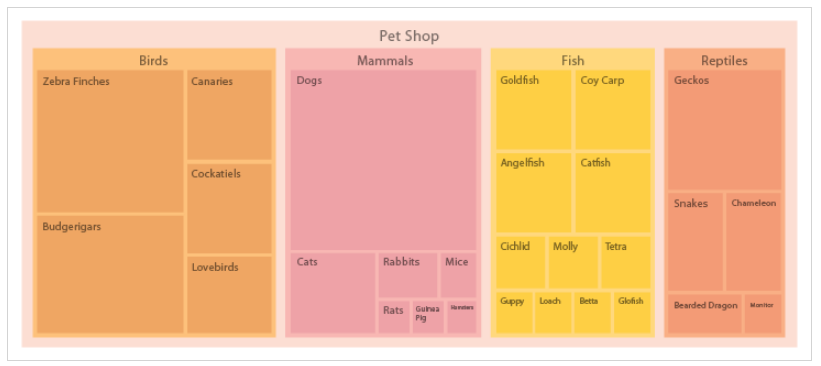 Pet Shop
Birds
Zebra Finches
Canaries
Cockatiels
Budgerigars
Lovebirds
Mammals
Dogs
Cats
Rabbits
Mice
Rats
Guinea
Pig
Hamsters
Fish
Goldfish
Coy Carp
Angelfish
Catfish
Cichlid
Molly
Tetra
Guppy
Loach
Betta
Glofish
Reptiles
Geckos
Snakes
Chameleon
Bearded Dragon
Monitor